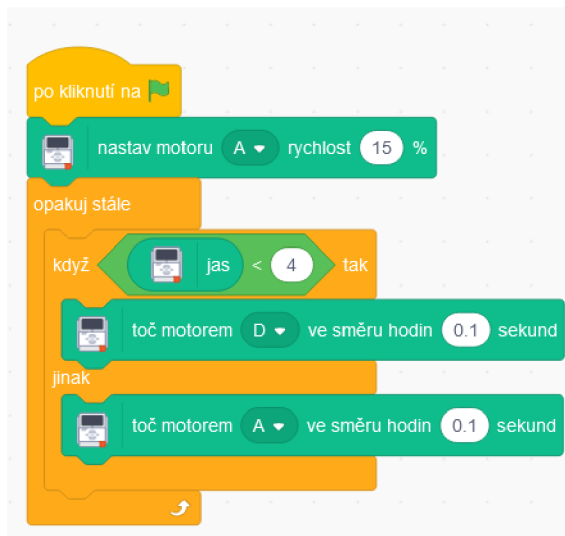 po kliknutí na
nastav motoru A rychlost 15 %
opakuj stále
když jas < 4 tak
toč motorem D ve směru hodin 0.1 sekund
jinak
toč motorem A ve směru hodin 0.1 sekund